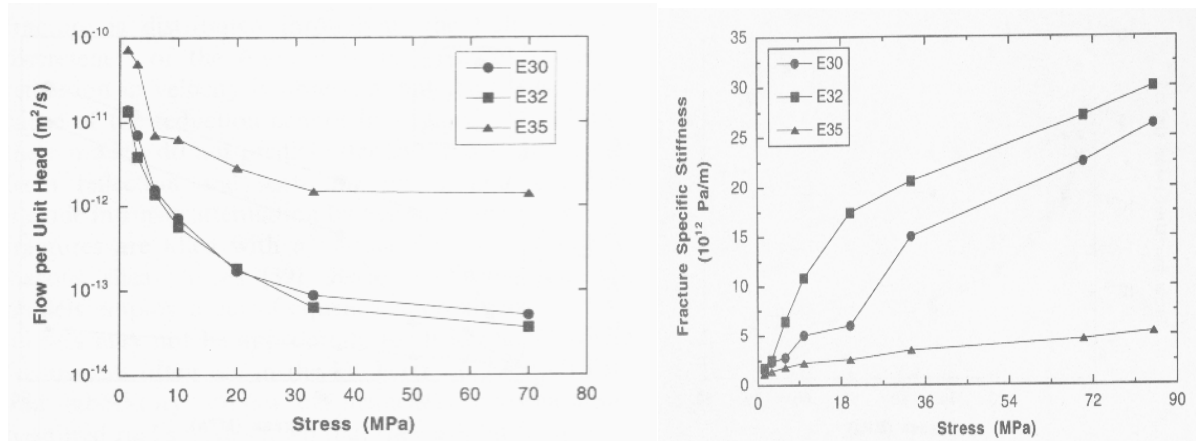 10⁻¹⁰
10⁻¹¹
10⁻¹²
10⁻¹³
10⁻¹⁴
Flow per Unit Head (m²/s)
E30
E32
E35
0 10 20 30 40 50 60 70 80
Stress (MPa)
35
30
25
20
15
10
5
0
Fracture Specific Stiffness
(10¹² Pa/m)
E30
E32
E35
0 18 36 54 72 90
Stress (MPa)